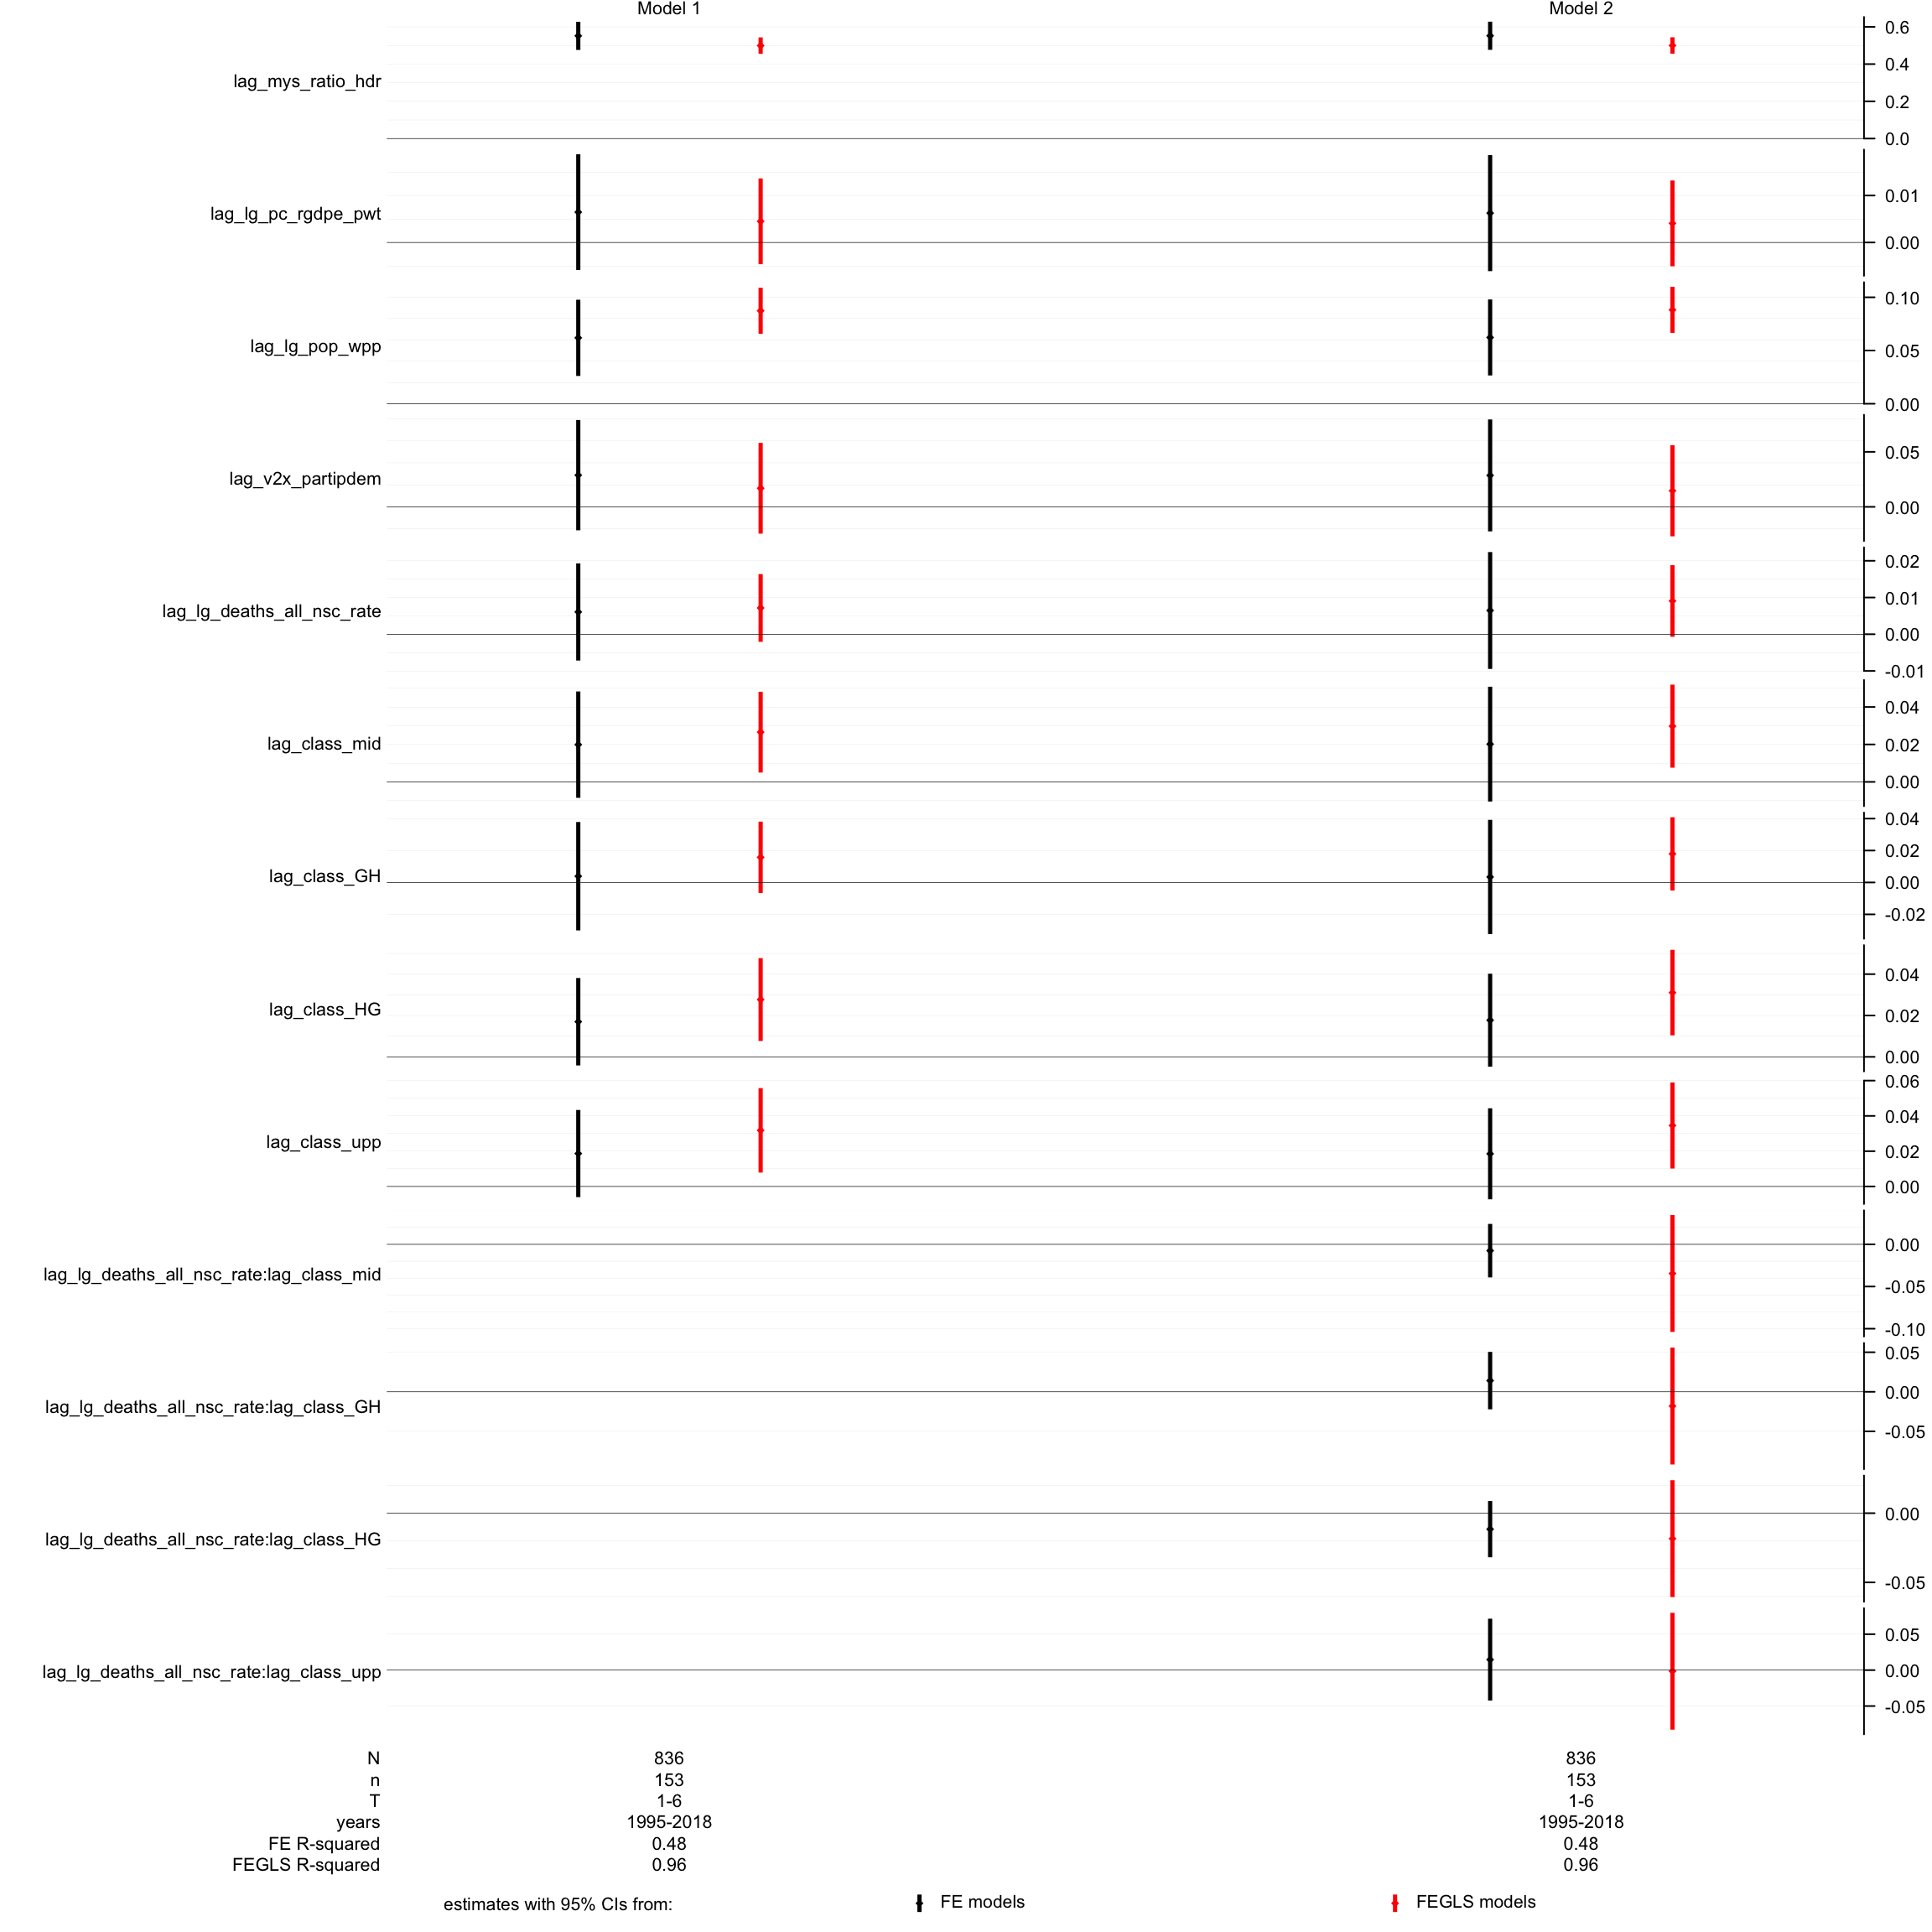 Model 1 Model 2
lag_mys_ratio_hdr
0.6
0.4
0.2
0.0
lag_lg_pc_rgdpe_pwt
0.01
0.00
lag_lg_pop_wpp
0.10
0.05
0.00
lag_v2x_partipdem
0.05
0.00
lag_lg_deaths_all_nsc_rate
0.02
0.01
0.00
-0.01
lag_class_mid
0.04
0.02
0.00
lag_class_GH
0.04
0.02
0.00
-0.02
lag_class_HG
0.04
0.02
0.00
lag_class_upp
0.06
0.04
0.02
0.00
lag_lg_deaths_all_nsc_rate:lag_class_mid
0.00
-0.05
-0.10
lag_lg_deaths_all_nsc_rate:lag_class_GH
0.05
0.00
-0.05
lag_lg_deaths_all_nsc_rate:lag_class_HG
0.00
-0.05
lag_lg_deaths_all_nsc_rate:lag_class_upp
0.05
0.00
-0.05
N 836 836
n 153 153
T 1-6 1-6
years 1995-2018 1995-2018
FE R-squared 0.48 0.48
FEGLS R-squared 0.96 0.96
estimates with 95% CIs from: FE models FEGLS models